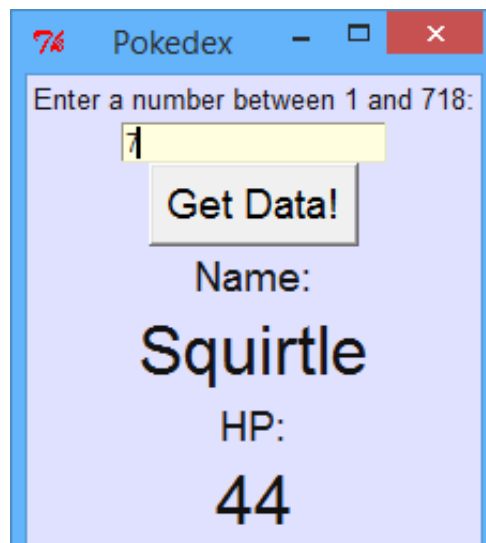 Pokedex
Enter a number between 1 and 718:
7
Get Data!
Name:
Squirtle
HP:
44